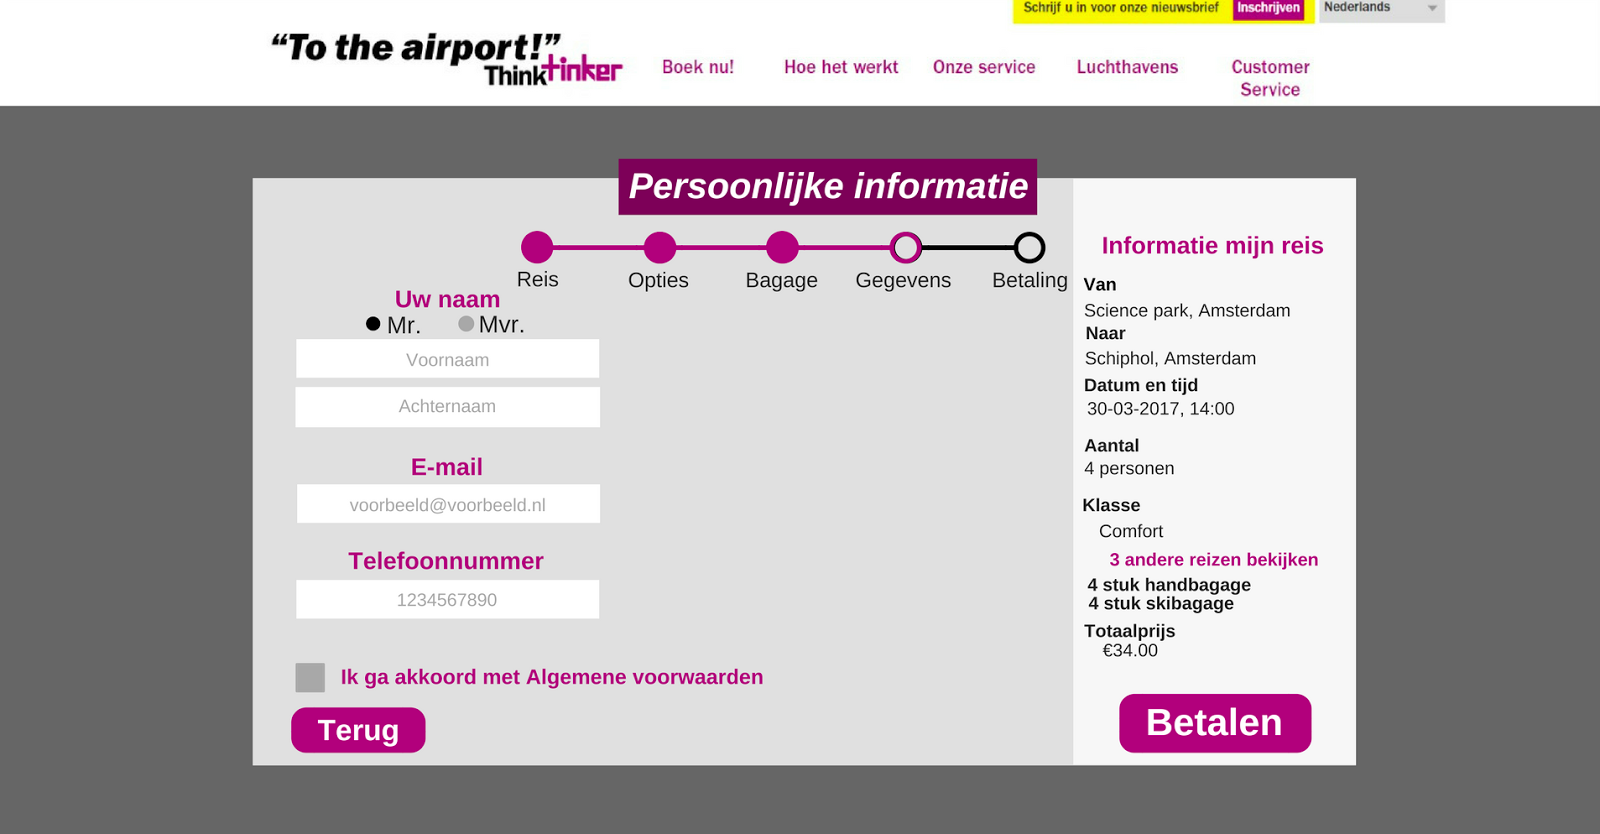 Schrijf u in voor onze nieuwsbrief
Inschrijven
Nederlands
“To the airport!”
Thinktinker
Boek nu!
Hoe het werkt
Onze service
Luchthavens
Customer
Service
Persoonlijke informatie
Reis
Opties
Bagage
Gegevens
Betaling
Uw naam
Mr.
Mvr.
Voornaam
Achternaam
E-mail
voorbeeld@voorbeeld.nl
Telefoonnummer
1234567890
Ik ga akkoord met Algemene voorwaarden
Terug
Informatie mijn reis
Van
Science park, Amsterdam
Naar
Schiphol, Amsterdam
Datum en tijd
30-03-2017, 14:00
Aantal
4 personen
Klasse
Comfort
3 andere reizen bekijken
4 stuk handbagage
4 stuk skibagage
Totaalprijs
€34.00
Betalen